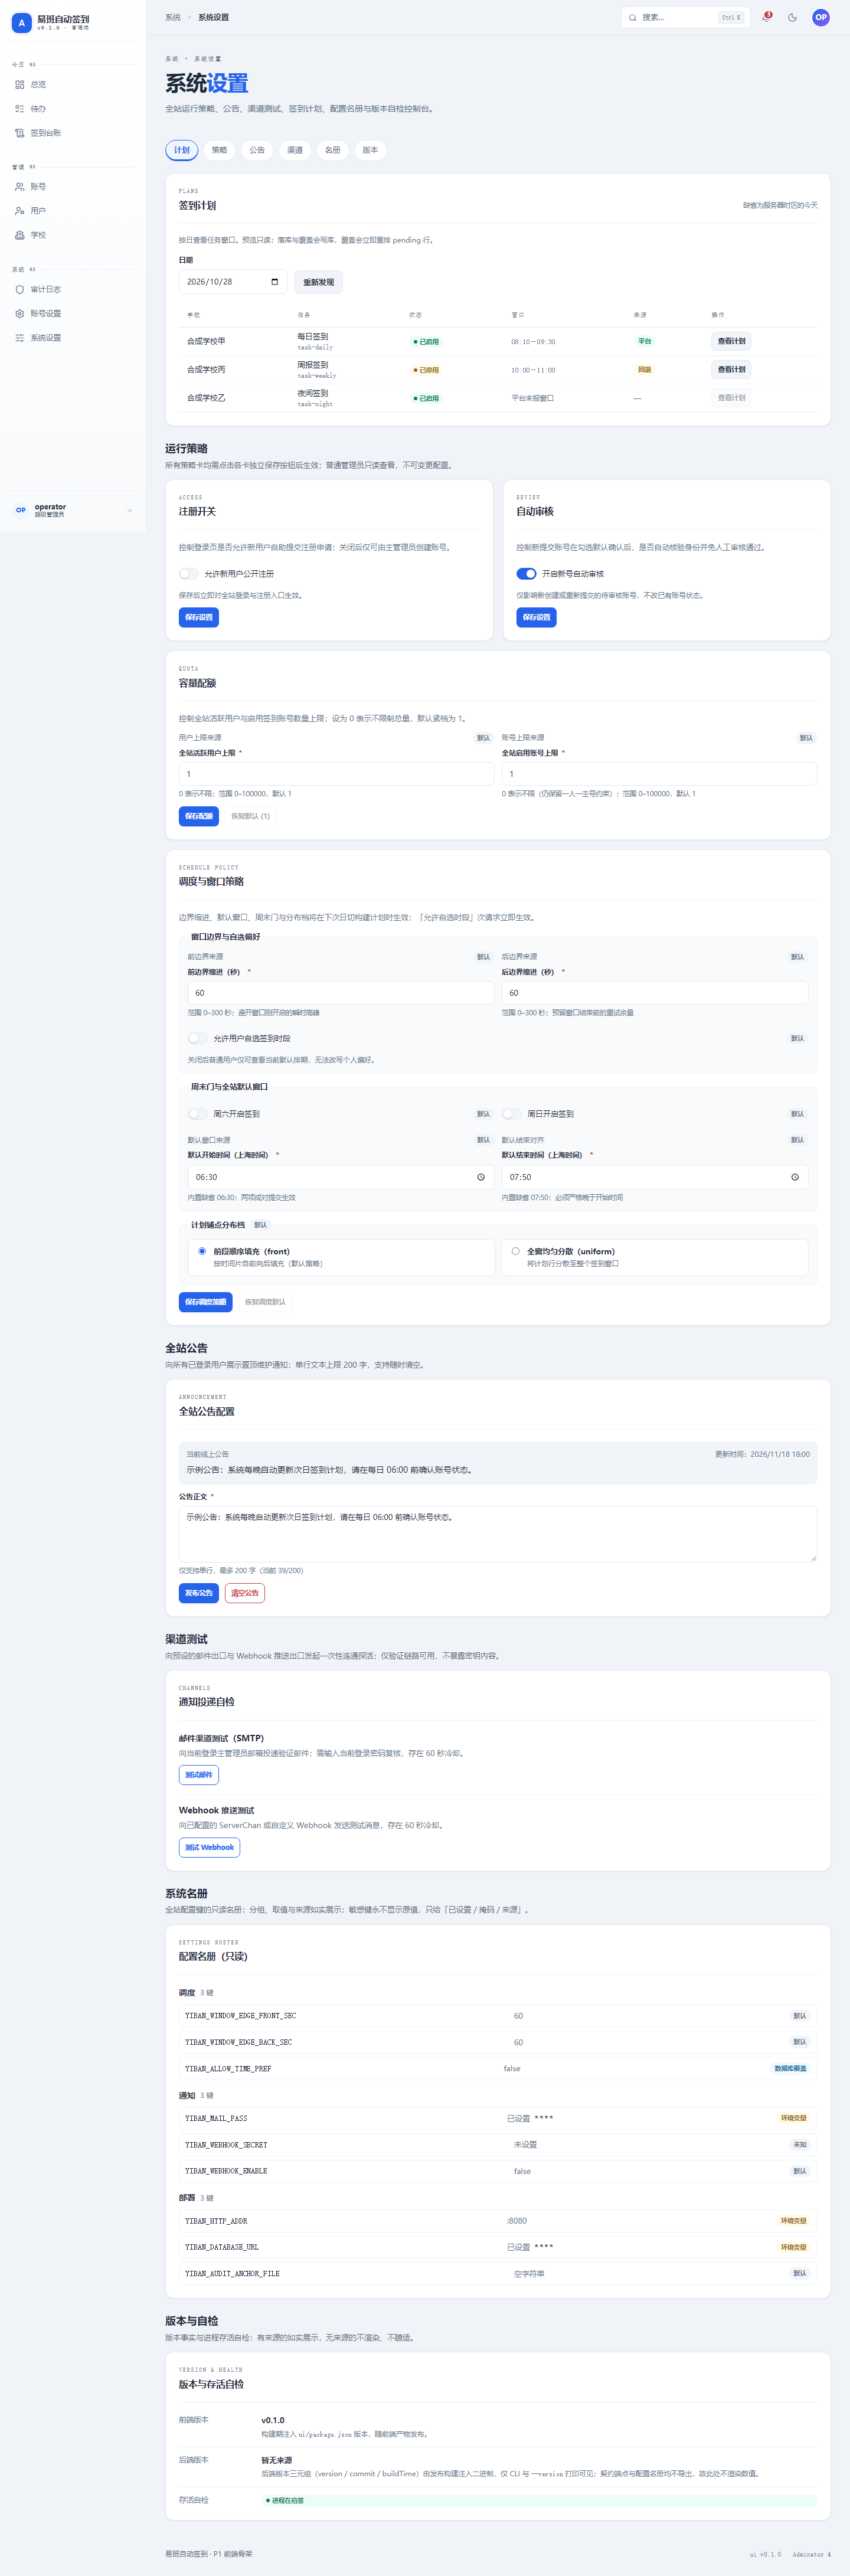 A
易班自动签到
v0.1.0 · 管理端
今日 03
总览
待办
签到台账
管理 03
账号
用户
学校
系统 03
审计日志
账号设置
系统设置
OP
operator
超级管理员
系统 › 系统设置
搜索...
Ctrl K
3
OP
系统 · 系统设置
系统设置
全站运行策略、公告、渠道测试、签到计划、配置名册与版本自检控制台。
计划 策略 公告 渠道 名册 版本
PLANS
签到计划
缺省为服务器时区的今天
按日查看任务窗口。预览只读；落库与覆盖会写库，覆盖会立即重排 pending 行。
日期
2026/10/28
重新发现
学校 任务 状态 窗口 来源 操作
合成学校甲 每日签到 已启用 08:10–09:30 平台 查看计划
task-daily
合成学校丙 周报签到 已停用 10:00–11:00 回退 查看计划
task-weekly
合成学校乙 夜间签到 已启用 平台未报窗口 — 查看计划
task-night
运行策略
所有策略卡均需点击各卡独立保存按钮后生效；普通管理员只读查看，不可变更配置。
ACCESS
注册开关
控制登录页是否允许新用户自助提交注册申请；关闭后仅可由主管理员创建账号。
允许新用户公开注册
保存后立即对全站登录与注册入口生效。
保存设置
REVIEW
自动审核
控制新提交账号在勾选默认确认后，是否自动核验身份并免人工审核通过。
开启新号自动审核
仅影响新创建或重新提交的待审核账号，不改已有账号状态。
保存设置
QUOTA
容量配额
控制全站活跃用户与启用签到账号数量上限；设为 0 表示不限制总量，默认紧档为 1。
用户上限来源 默认
全站活跃用户上限 *
1
0 表示不限；范围 0–100000，默认 1
账号上限来源 默认
全站启用账号上限 *
1
0 表示不限（仍保留一人一主号约束）；范围 0–100000，默认 1
保存配额 恢复默认 (1)
SCHEDULE POLICY
调度与窗口策略
边界缩进、默认窗口、周末门与分布档将在下次日切构建计划时生效；「允许自选时段」次请求立即生效。
窗口边界与自选偏好
前边界来源 默认
前边界缩进（秒） *
60
范围 0–300 秒；避开窗口刚开启的瞬时高峰
后边界来源 默认
后边界缩进（秒） *
60
范围 0–300 秒；预留窗口结束前的重试余量
允许用户自选签到时段 默认
关闭后普通用户仅可查看当前默认排期，无法改写个人偏好。
周末门与全站默认窗口
周六开启签到 默认
周日开启签到 默认
默认窗口来源 默认
默认开始时间（上海时间） *
06:30
内置缺省 06:30；两项成对提交生效
默认结束对齐 默认
默认结束时间（上海时间） *
07:50
内置缺省 07:50；必须严格晚于开始时间
计划铺点分布档 默认
前段顺序填充（front）
按时间片自前向后填充（默认策略）
全窗均匀分散（uniform）
将计划行分散至整个签到窗口
保存调度策略 恢复调度默认
全站公告
向所有已登录用户展示置顶维护通知；单行文本上限 200 字，支持随时清空。
ANNOUNCEMENT
全站公告配置
当前线上公告
更新时间：2026/11/18 18:00
示例公告：系统每晚自动更新次日签到计划，请在每日 06:00 前确认账号状态。
公告正文 *
示例公告：系统每晚自动更新次日签到计划，请在每日 06:00 前确认账号状态。
仅支持单行，最多 200 字（当前 39/200）
发布公告 清空公告
渠道测试
向预设的邮件出口与 Webhook 推送出口发起一次性连通探活；仅验证链路可用，不暴露密钥内容。
CHANNELS
通知投递自检
邮件渠道测试（SMTP）
向当前登录主管理员邮箱投递验证邮件；需输入当前登录密码复核，存在 60 秒冷却。
测试邮件
Webhook 推送测试
向已配置的 ServerChan 或自定义 Webhook 发送测试消息，存在 60 秒冷却。
测试 Webhook
系统名册
全站配置键的只读名册：分组、取值与来源如实展示；敏感键永不显示原值，只给「已设置 / 掩码 / 来源」。
SETTINGS ROSTER
配置名册（只读）
调度 3 键
YIBAN_WINDOW_EDGE_FRONT_SEC 60 默认
YIBAN_WINDOW_EDGE_BACK_SEC 60 默认
YIBAN_ALLOW_TIME_PREF false 数据库覆盖
通知 3 键
YIBAN_MAIL_PASS 已设置 **** 环境变量
YIBAN_WEBHOOK_SECRET 未设置 未知
YIBAN_WEBHOOK_ENABLE false 默认
部署 3 键
YIBAN_HTTP_ADDR :8080 环境变量
YIBAN_DATABASE_URL 已设置 **** 环境变量
YIBAN_AUDIT_ANCHOR_FILE 空字符串 默认
版本与自检
版本事实与进程存活自检；有来源的如实展示，无来源的不渲染、不臆造。
VERSION & HEALTH
版本与存活自检
前端版本 v0.1.0
构建期注入 ui/package.json 版本，随前端产物发布。
后端版本 暂无来源
后端版本三元组（version / commit / buildTime）由发布构建注入二进制，仅 CLI 与 --version 打印可见；契约端点与配置名册均不导出，故此处不渲染数值。
存活自检 进程在应答
易班自动签到 · P1 前端骨架
ui v0.1.0 Adminator 4